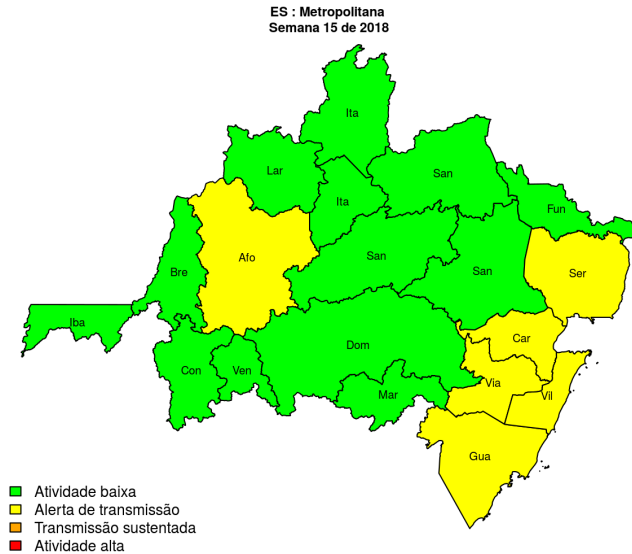 ES : Metropolitana
Semana 15 de 2018
Ita
Lar
San
Ita
Fun
Afo
San
San
Ser
Bre
Iba
Car
Dom
Con
Ven
Via
Mar
Vil
Gua
Atividade baixa
Alerta de transmissão
Transmissão sustentada
Atividade alta